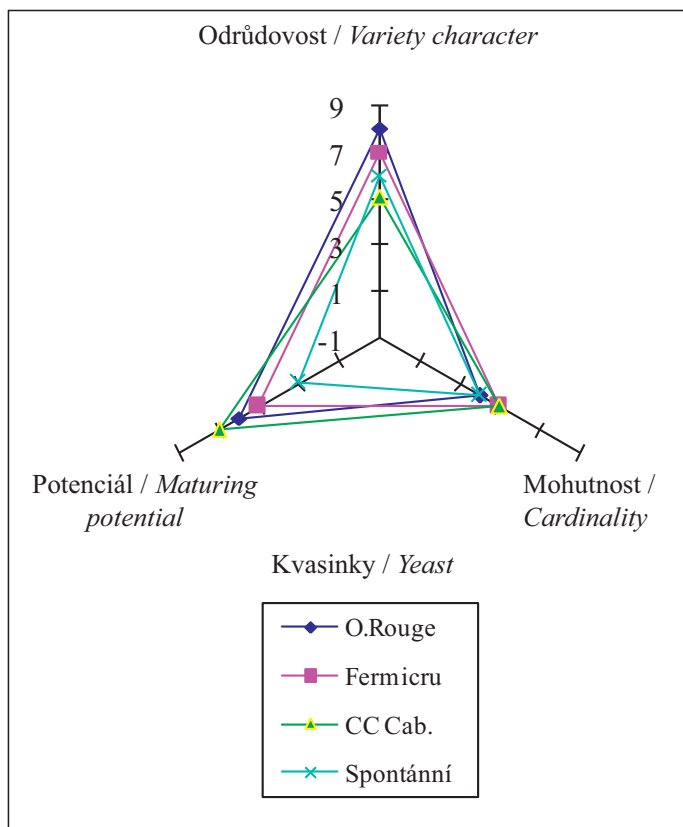 Odrůdovost / Variety character
9
7
5
3
1
-1
Potenciál / Maturing
potential
Mohutnost /
Cardinality
Kvasinky / Yeast
O.Rouge
Fermicru
CC Cab.
Spontánní